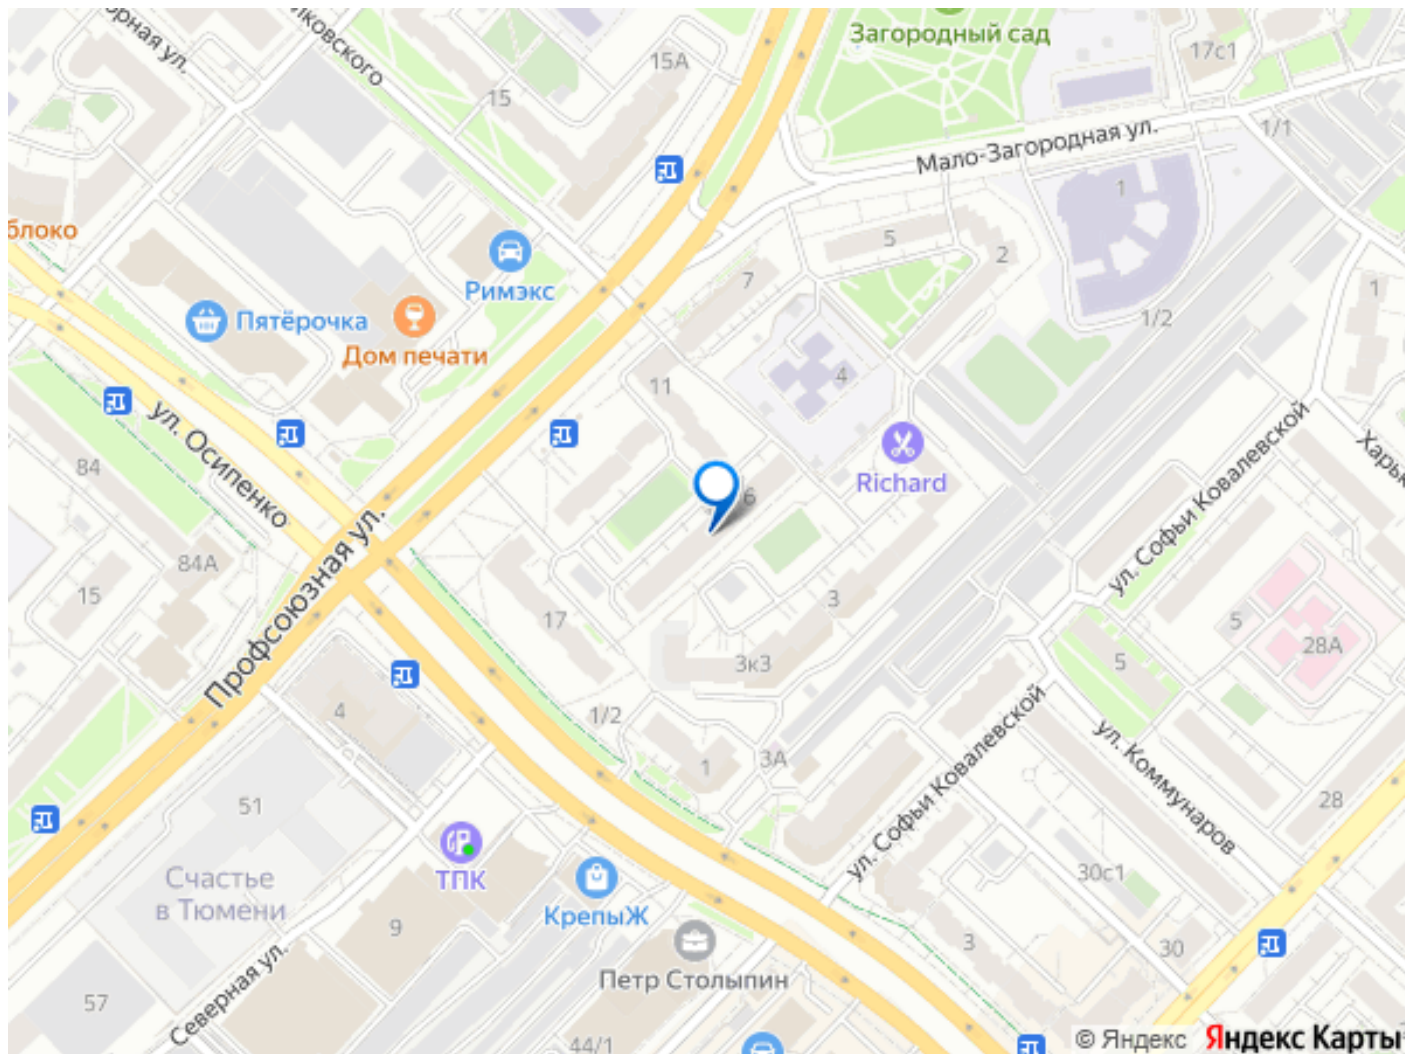 Загородный сад
17с1
15А
15
Мало-Загородная ул.
1/1
1
5
2
блоко
Римэкс
7
Пятёрочка
Дом печати
1/2
1
11
4
ул. Осипенко
84
Richard
6
ул. Софьи Ковалевской
Профсоюзная ул.
84А
15
17
3
3к3
5
28А
5
4
1/2
3А
1
ул. Софьи Ковалевской
ул. Коммунаров
51
28
ТПК
Счастье
в Тюмени
КрепыЖ
30с1
9
3
30
Петр Столыпин
Северная ул.
57
44/1
© Яндекс Яндекс Карты